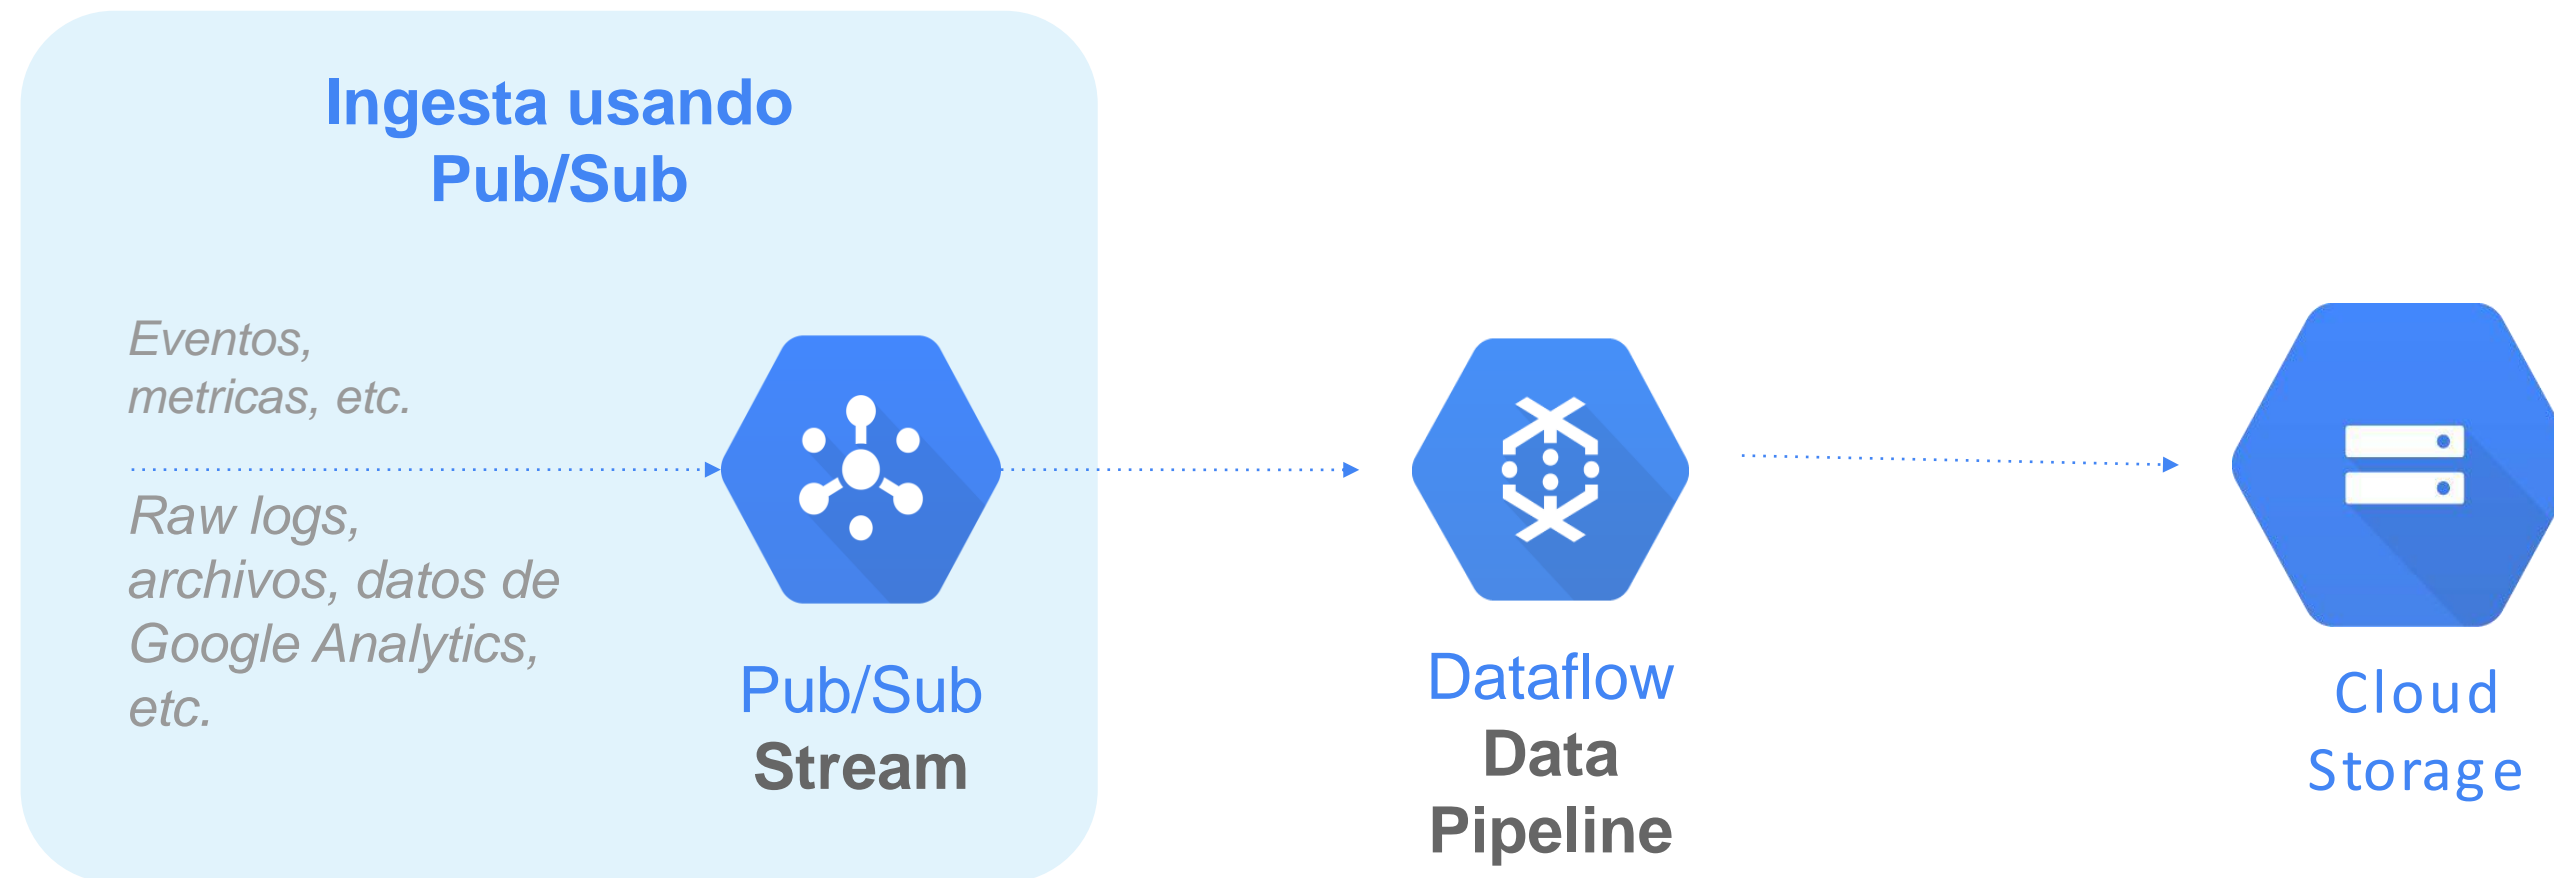 Ingesta usando
Pub/Sub
Eventos,
metricas, etc.
Raw logs,
archivos, datos de
Google Analytics,
etc.
Pub/Sub
Stream
Dataflow
Data
Pipeline
Cloud
Storage